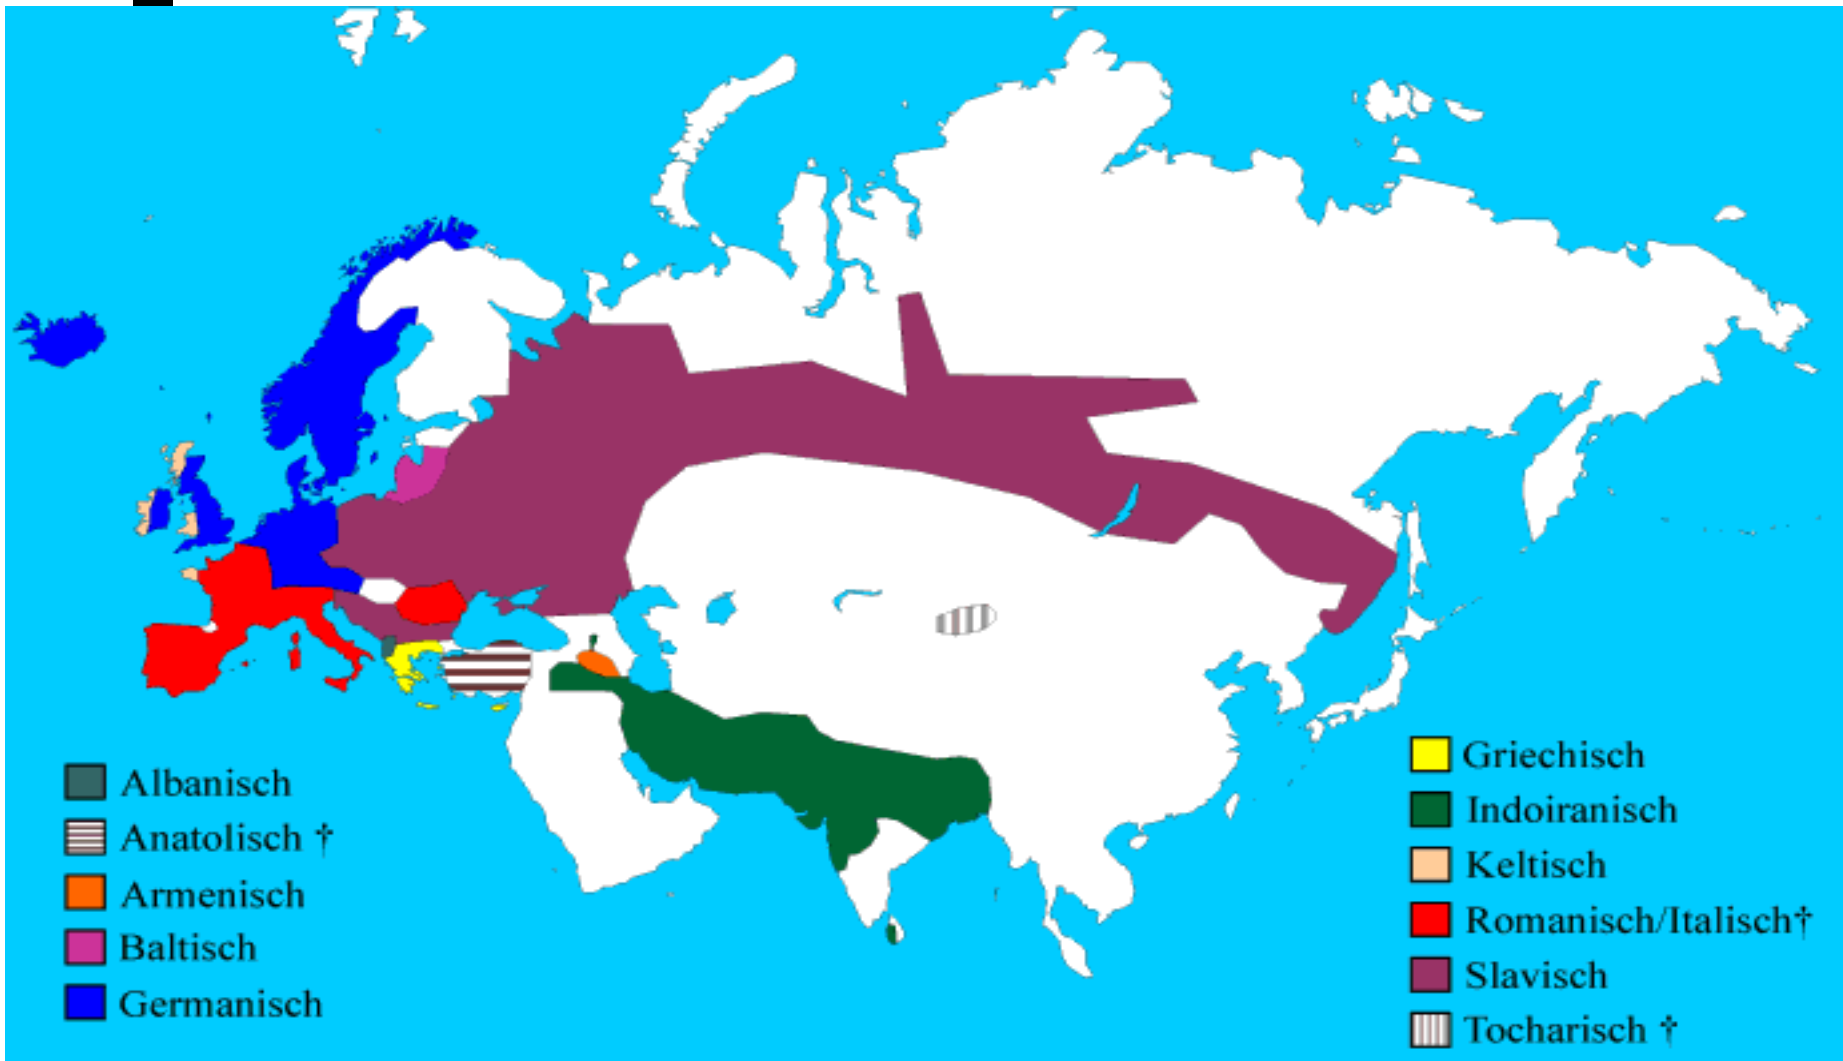 Albanisch
Anatolisch †
Armenisch
Baltisch
Germanisch
Griechisch
Indoiranisch
Keltisch
Romanisch/Italisch†
Slavisch
Tocharisch †